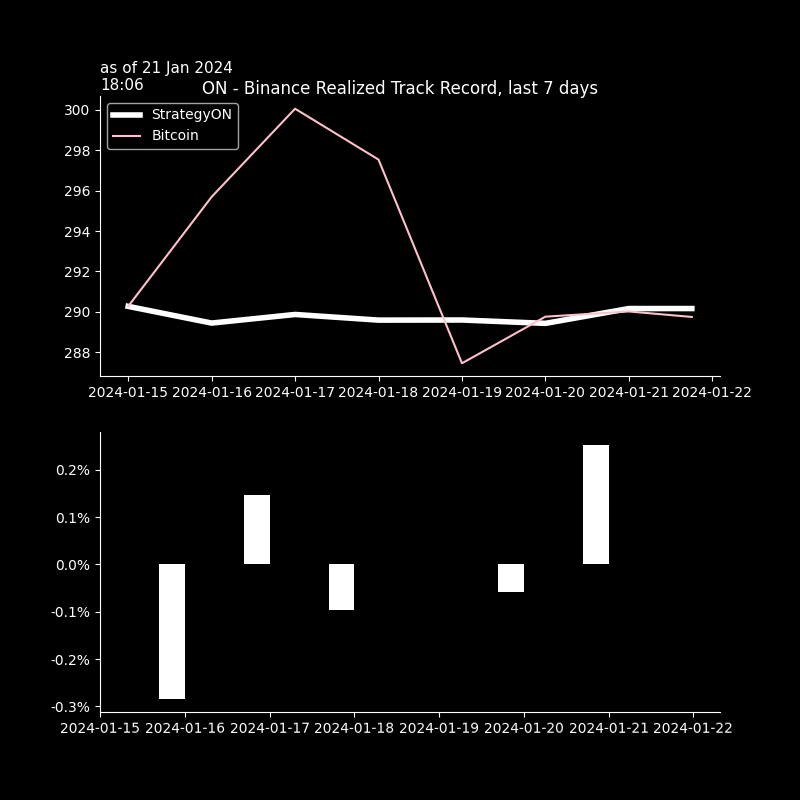 as of 21 Jan 2024
18:06
ON - Binance Realized Track Record, last 7 days
StrategyON
Bitcoin
300
298
296
294
292
290
288
2024-01-15 2024-01-16 2024-01-17 2024-01-18 2024-01-19 2024-01-20 2024-01-21 2024-01-22
0.2%
0.1%
0.0%
-0.1%
-0.2%
-0.3%
2024-01-15 2024-01-16 2024-01-17 2024-01-18 2024-01-19 2024-01-20 2024-01-21 2024-01-22